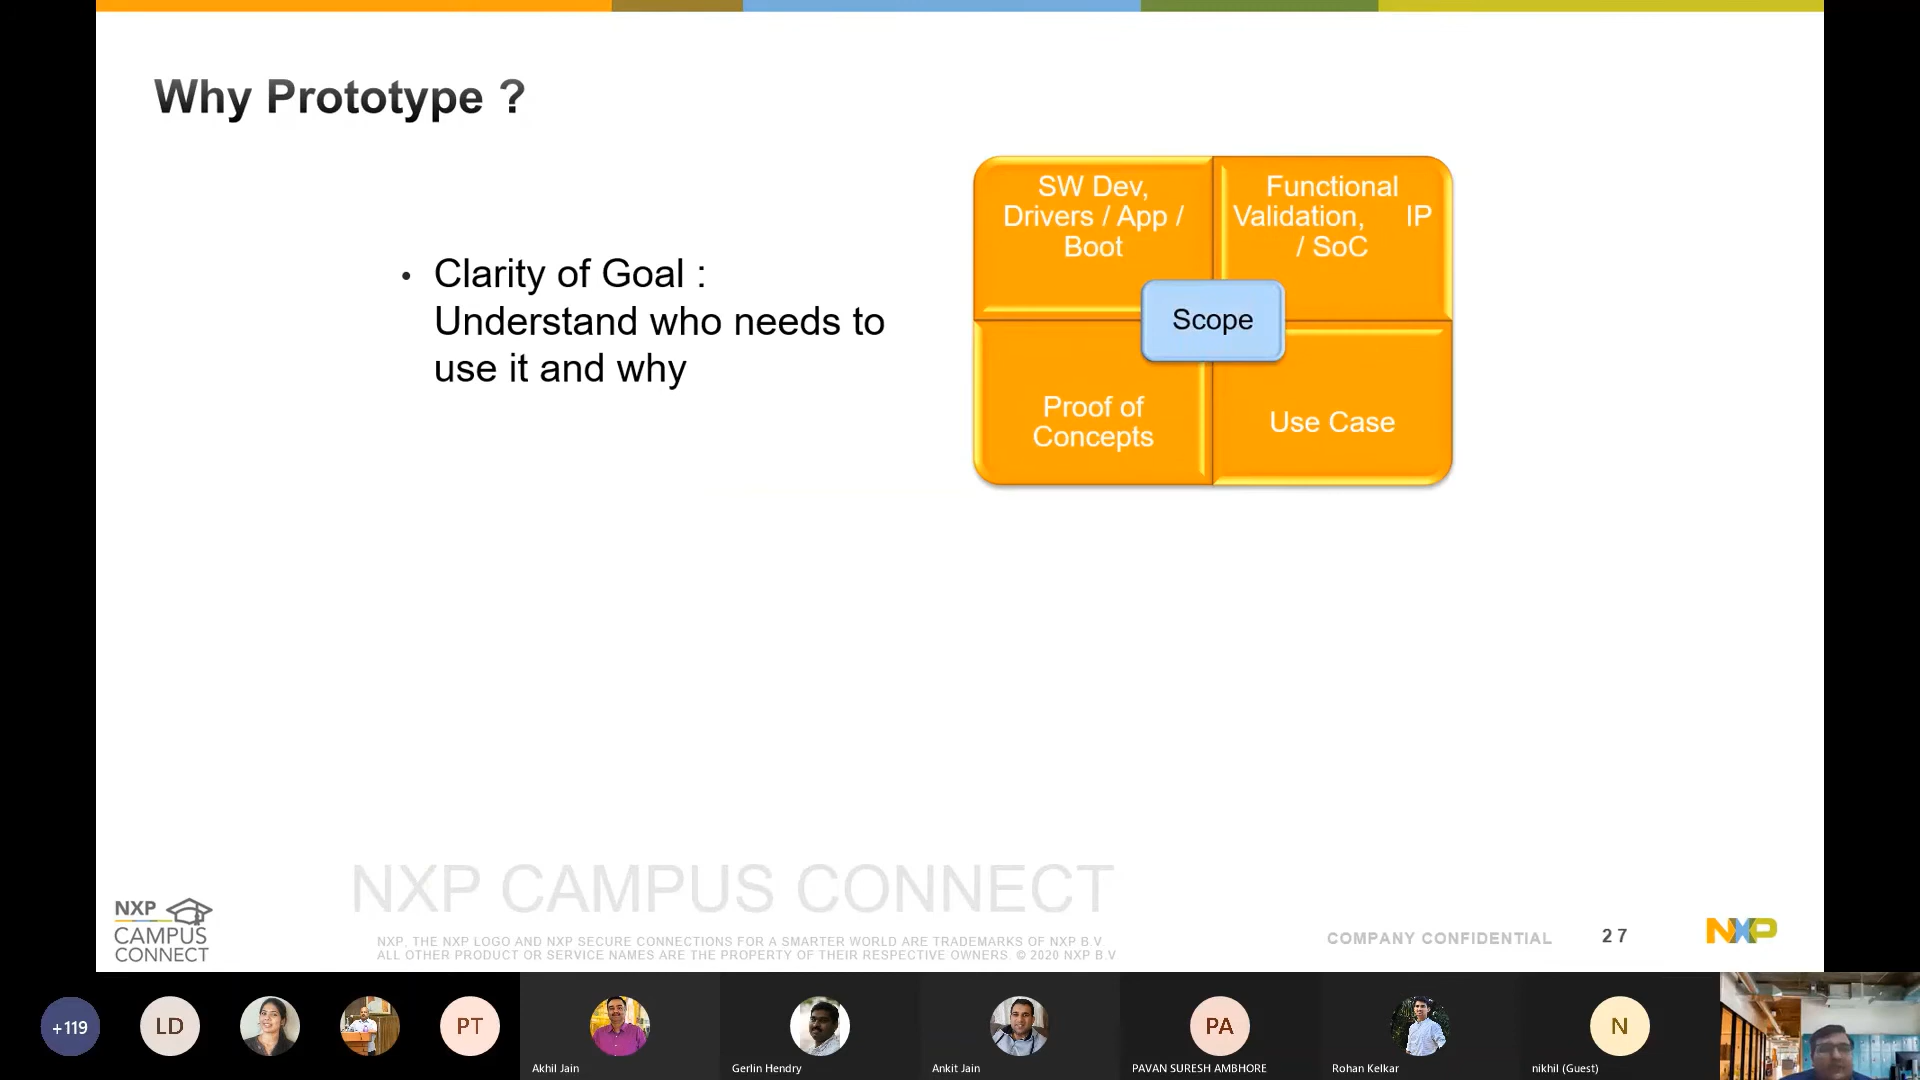 Why Prototype ?
• Clarity of Goal :
Understand who needs to
use it and why
SW Dev,
Drivers / App /
Boot
Functional
Validation, IP
/ SoC
Scope
Proof of
Concepts
Use Case
NXP CAMPUS CONNECT
NXP
CAMPUS
CONNECT
NXP, THE NXP LOGO AND NXP SECURE CONNECTIONS FOR A SMARTER WORLD ARE TRADEMARKS OF NXP B.V
ALL OTHER PRODUCT OR SERVICE NAMES ARE THE PROPERTY OF THEIR RESPECTIVE OWNERS. © 2020 NXP B.V
COMPANY CONFIDENTIAL
27
NXP
+119
LD
PT
PA
N
Akhil Jain
Gerlin Hendry
Ankit Jain
PAVAN SURESH AMBHORE
Rohan Kelkar
nikhil (Guest)